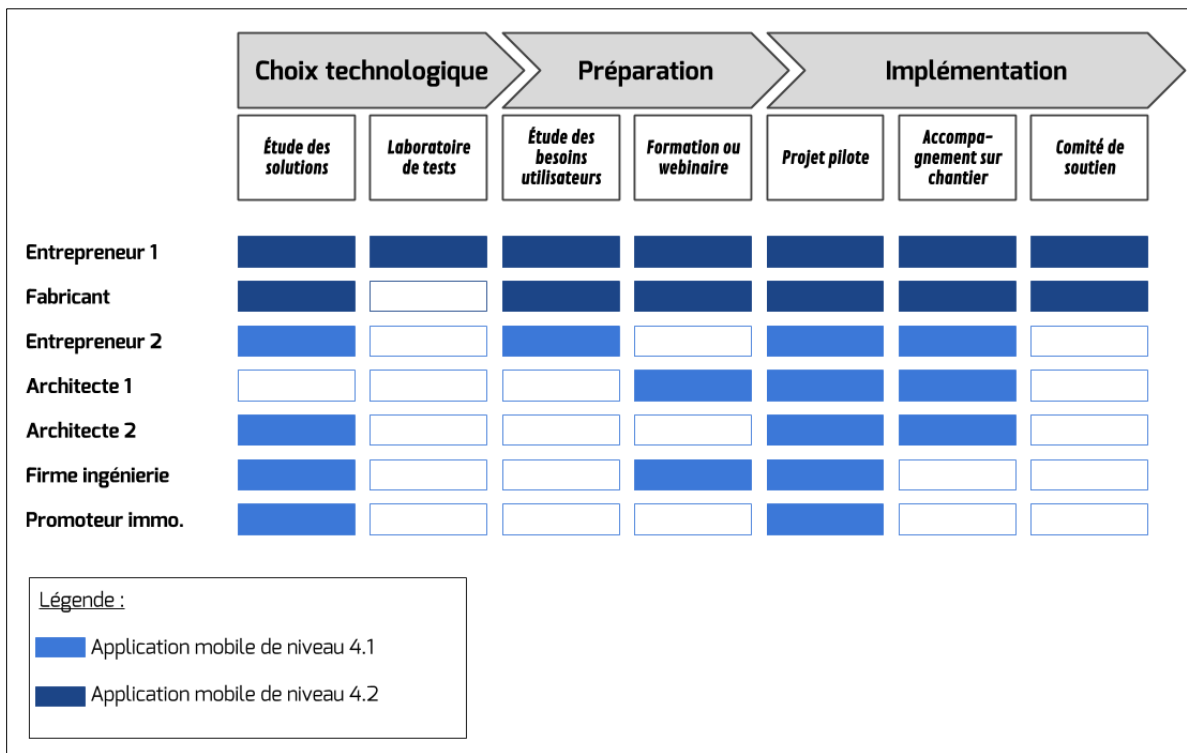 Choix technologique
Préparation
Implémentation
Étude des
solutions
Laboratoire
de tests
Étude des
besoins
utilisateurs
Formation ou
webinaire
Projet pilote
Accompa-
gnement sur
chantier
Comité de
soutien
Entrepreneur 1
Fabricant
Entrepreneur 2
Architecte 1
Architecte 2
Firme ingénierie
Promoteur immo.
Légende :
Application mobile de niveau 4.1
Application mobile de niveau 4.2